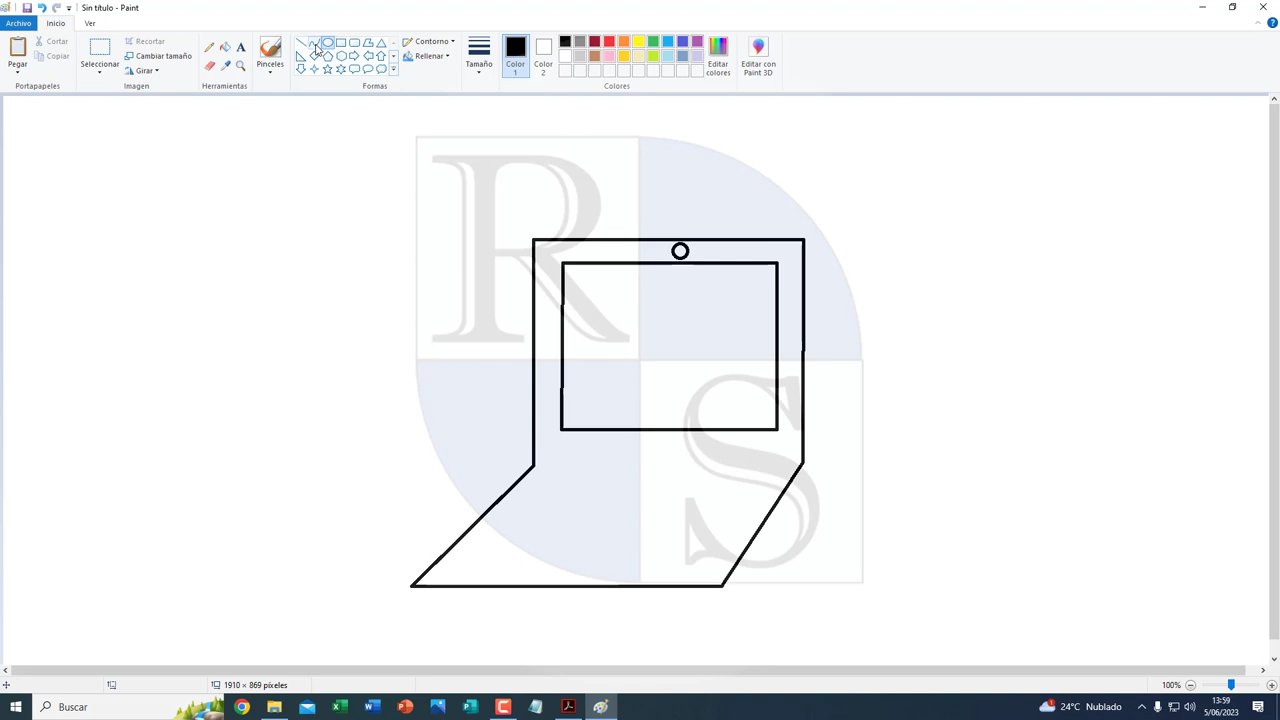 Sin título - Paint
Archivo Inicio Ver
Pegar
Cortar
Copiar
Portapapeles
Seleccionar
Recortar
Cambiar tamaño
Girar
Imagen
Herramientas
Pinceles
Contorno
Rellenar
Formas
Tamaño
Color 1
Color 2
Editar colores
Editar con Paint 3D
Colores
R
S
1910 × 869 píxeles
100%
Buscar
24°C Nublado
13:59
5/06/2023